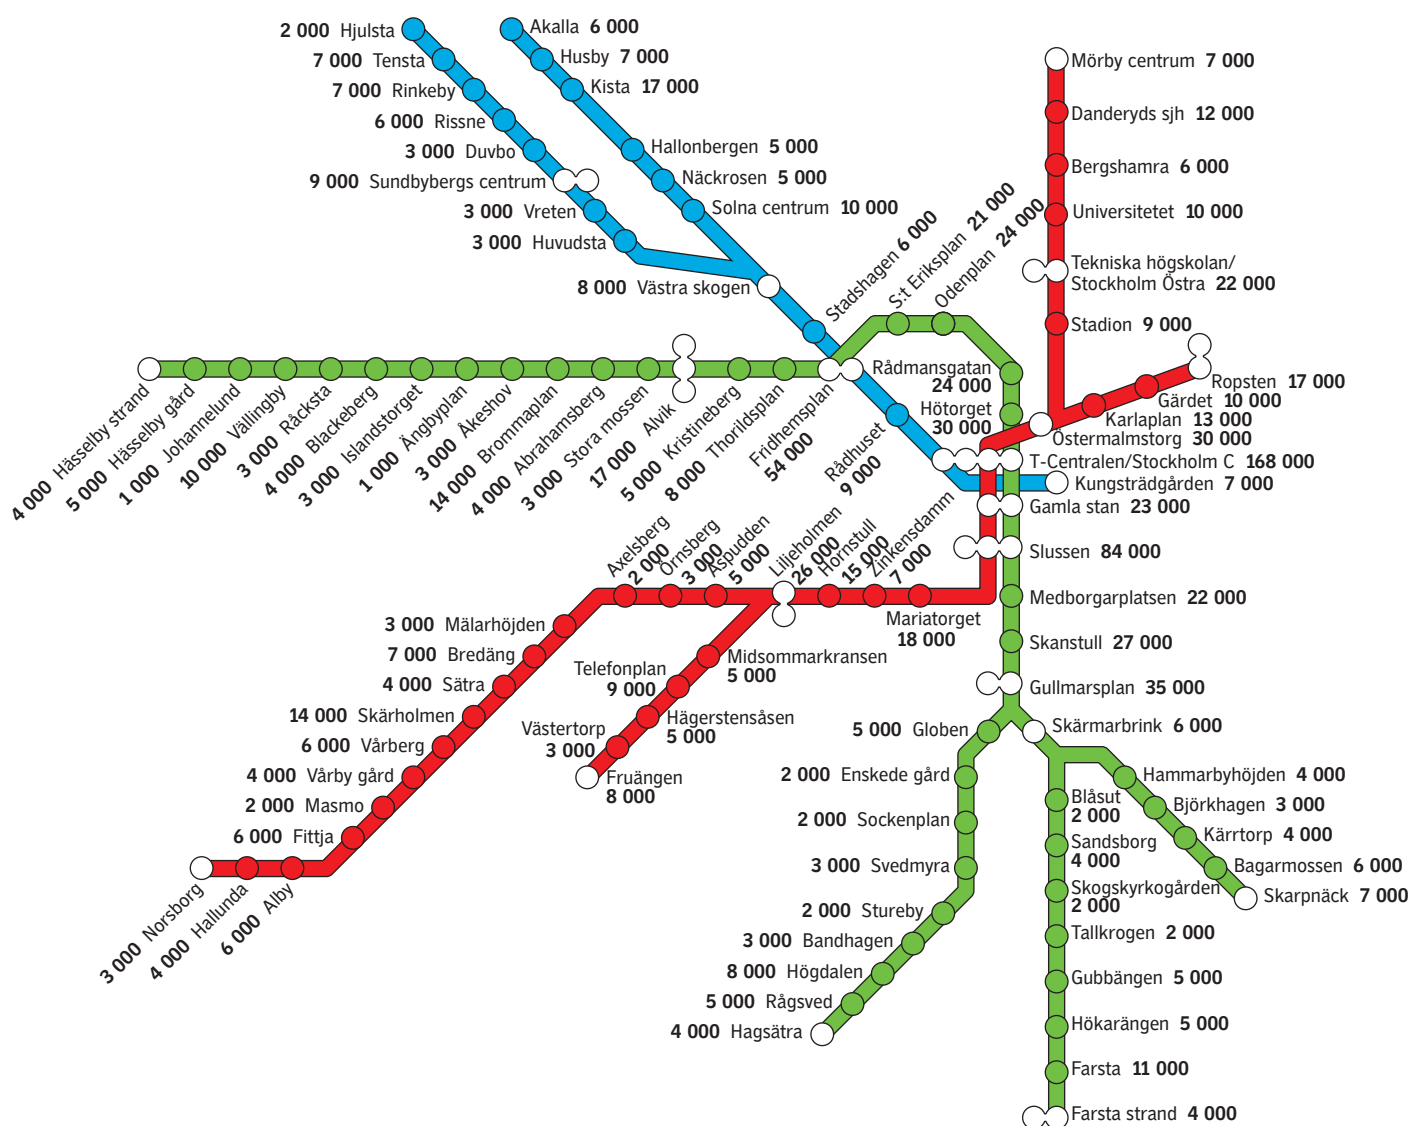 2 000 Hjulsta
7 000 Tensta
7 000 Rinkeby
6 000 Rissne
3 000 Duvbo
9 000 Sundbybergs centrum
3 000 Vreten
3 000 Huvudsta
8 000 Västra skogen
Akalla 6 000
Husby 7 000
Kista 17 000
Hallonbergen 5 000
Näckrosen 5 000
Solna centrum 10 000
Stadshagen 6 000
S:t Eriksplan 21 000
Odenplan 24 000
Mörby centrum 7 000
Danderyds sjh 12 000
Bergshamra 6 000
Universitetet 10 000
Tekniska högskolan/
Stockholm Östra 22 000
Stadion 9 000
Ropsten 17 000
Gärdet 10 000
Karlaplan 13 000
Östermalmstorg 30 000
T-Centralen/Stockholm C 168 000
Kungsträdgården 7 000
Gamla stan 23 000
Slussen 84 000
Medborgarplatsen 22 000
Skanstull 27 000
Gullmarsplan 35 000
Skärmarbrink 6 000
Rådmansgatan
24 000
Hötorget
30 000
4 000 Hässelby strand
5 000 Hässelby gård
1 000 Johannelund
10 000 Vällingby
3 000 Råcksta
4 000 Blackeberg
3 000 Islandstorget
1 000 Ängbyplan
3 000 Åkeshov
14 000 Brommaplan
4 000 Abrahansberg
3 000 Stora mossen
17 000 Alvik
5 000 Kristineberg
8 000 Thorildsplan
Fridhemsplan
54 000
Rådhuset
9 000
Axelsberg
2 000
Örnsberg
3 000
Aspudden
5 000
Liljeholmen
26 000
Hornstull
15 000
Zinkensdamm
7 000
Mariatorget
18 000
3 000 Mälarhöjden
7 000 Bredäng
4 000 Sätra
14 000 Skärholmen
6 000 Vårberg
4 000 Vårby gård
2 000 Masmo
6 000 Fittja
3 000 Norsborg
4 000 Hallunda
6 000 Alby
Midsommarkransen
5 000
Telefonplan
9 000
Hägerstensåsen
5 000
Västertorp
3 000
Fruängen
8 000
5 000 Globen
2 000 Enskede gård
2 000 Sockenplan
3 000 Svedmyra
2 000 Stureby
3 000 Bandhagen
8 000 Högdalen
5 000 Rågsved
4 000 Hagsätra
Hammarbyhöjden 4 000
Björkhagen 3 000
Kärrtorp 4 000
Bagarmossen 6 000
Skarpnäck 7 000
Blåsut
2 000
Sandsborg
4 000
Skogskyrkogården
2 000
Tallkrogen 2 000
Gubbängen 5 000
Hökarängen 5 000
Farsta 11 000
Farsta strand 4 000